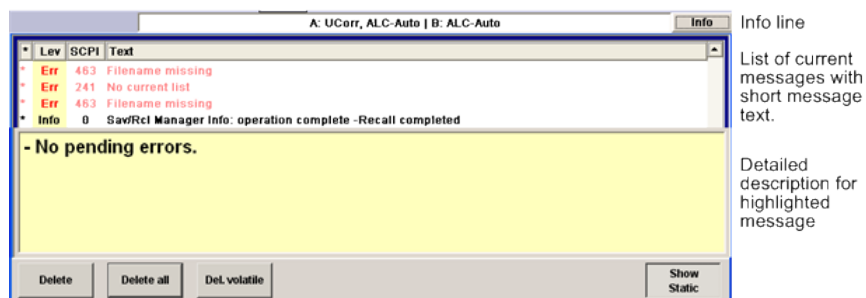 A: UCorr, ALC-Auto | B: ALC-Auto
Info
Info line
* Lev SCPI Text
* Err 463 Filename missing
* Err 241 No current list
* Err 463 Filename missing
* Info 0 Sav/Rcl Manager Info: operation complete -Recall completed
List of current
messages with
short message
text.
- No pending errors.
Detailed
description for
highlighted
message
Delete
Delete all
Del. volatile
Show
Static